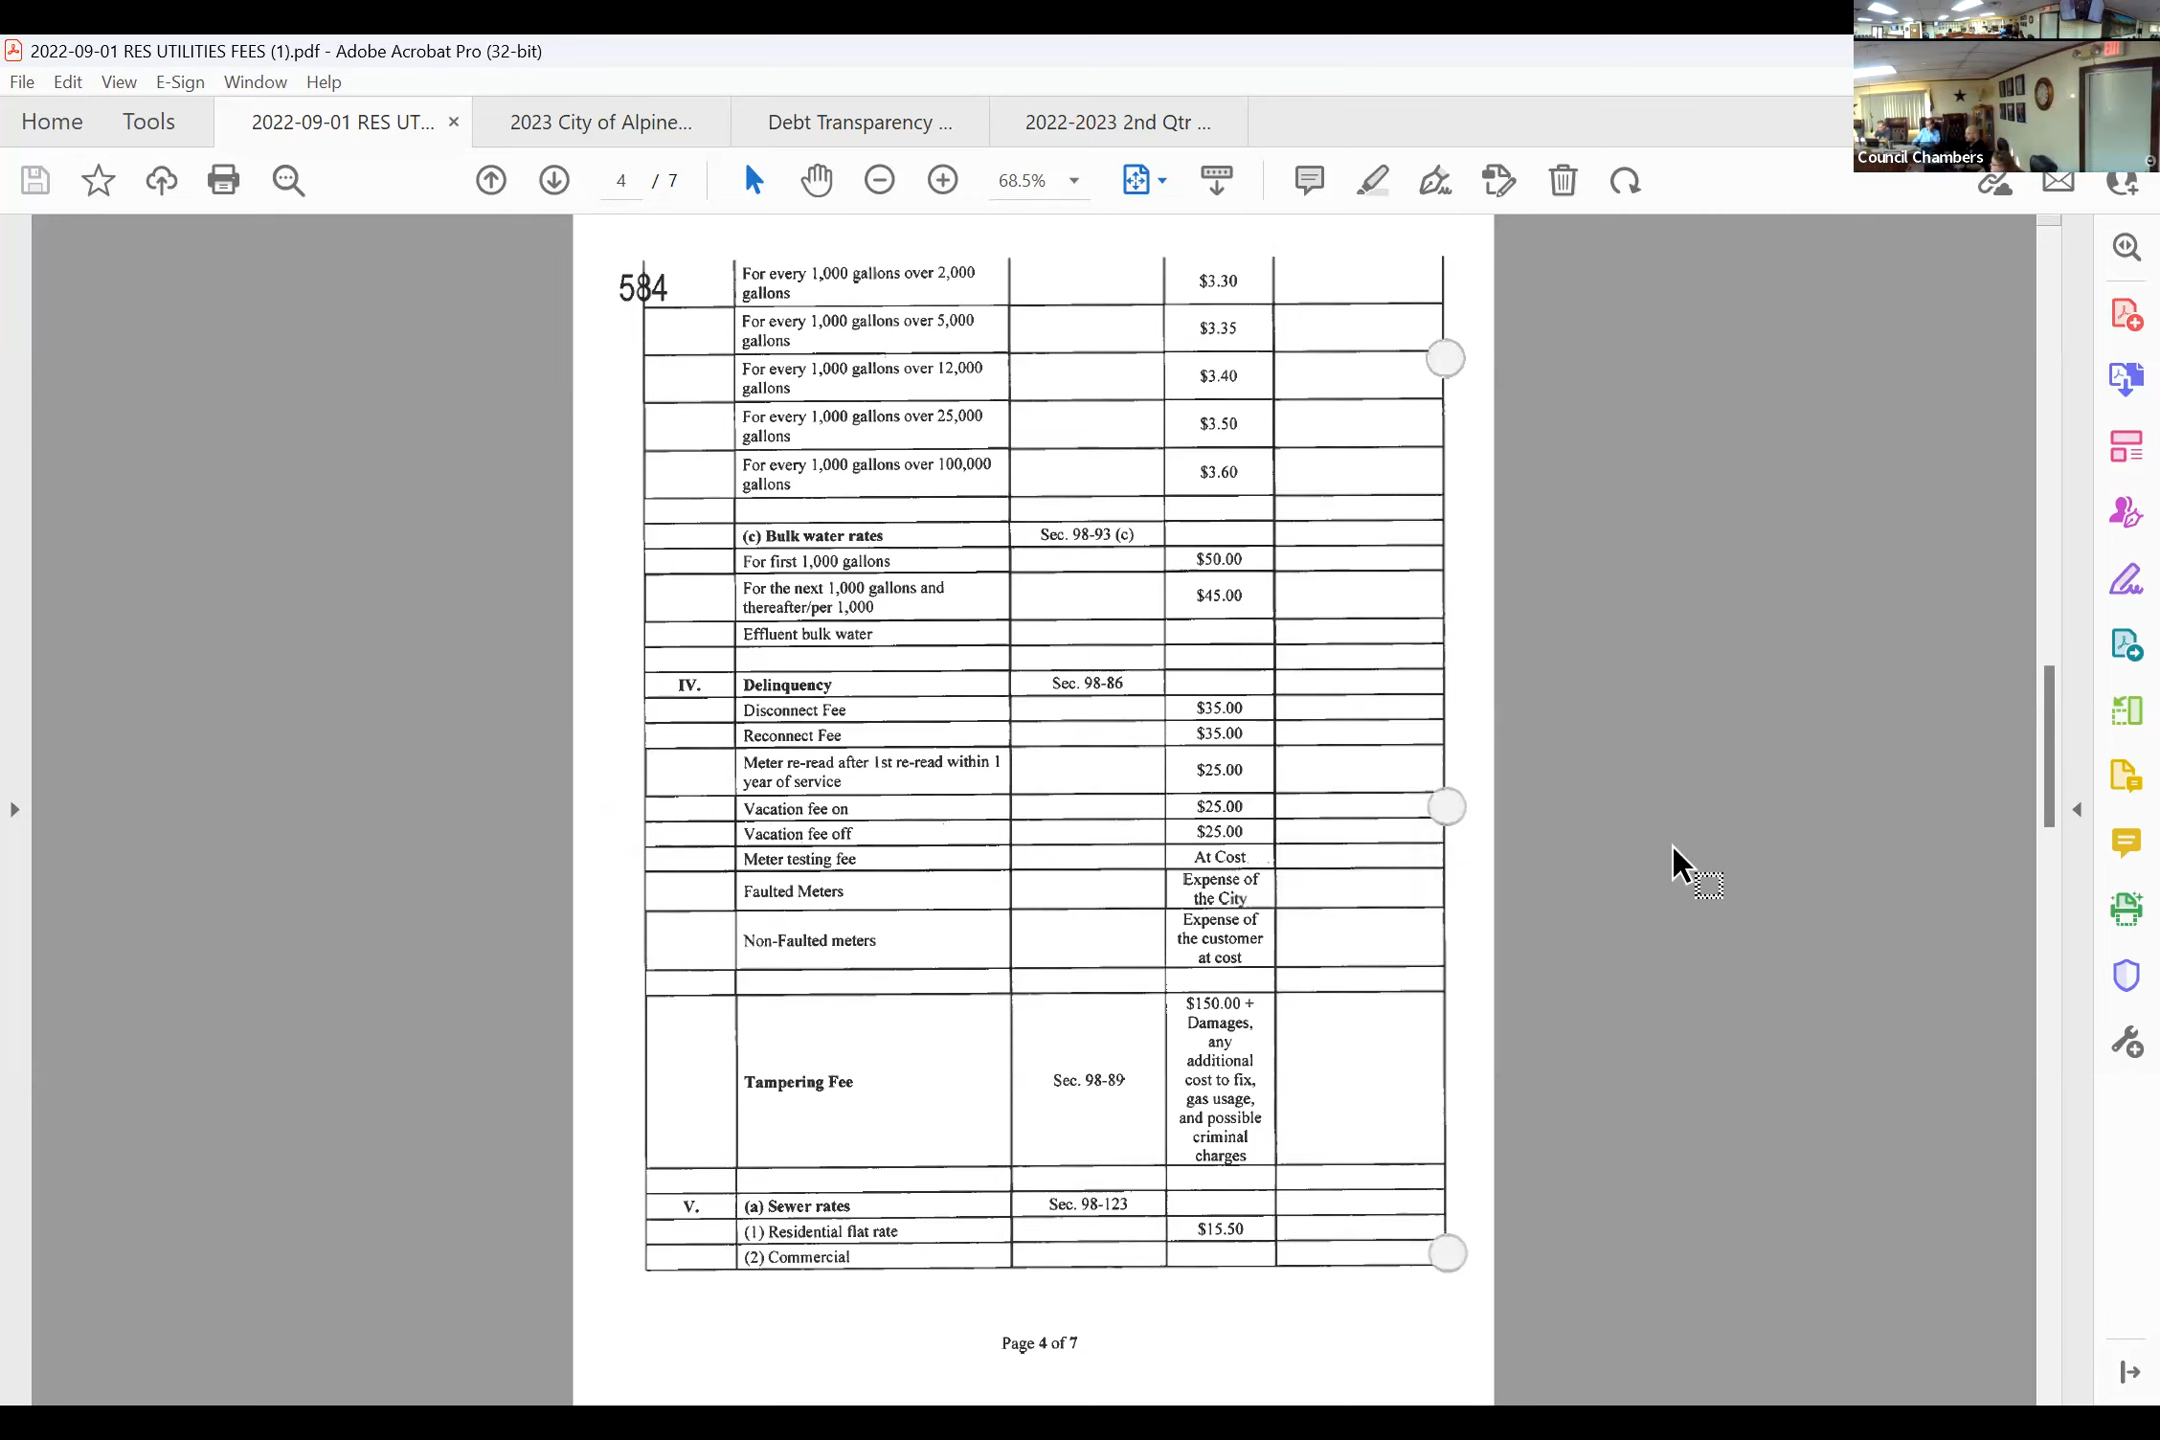 2022-09-01 RES UTILITIES FEES (1).pdf - Adobe Acrobat Pro (32-bit)
File Edit View E-Sign Window Help
Home Tools 2022-09-01 RES UT... × 2023 City of Alpine... Debt Transparency ... 2022-2023 2nd Qtr ...
Council Chambers
4 / 7 68.5%
584
For every 1,000 gallons over 2,000
gallons
$3.30
For every 1,000 gallons over 5,000
gallons
$3.35
For every 1,000 gallons over 12,000
gallons
$3.40
For every 1,000 gallons over 25,000
gallons
$3.50
For every 1,000 gallons over 100,000
gallons
$3.60
(c) Bulk water rates Sec. 98-93 (c)
For first 1,000 gallons $50.00
For the next 1,000 gallons and
thereafter/per 1,000
$45.00
Effluent bulk water
IV. Delinquency Sec. 98-86
Disconnect Fee $35.00
Reconnect Fee $35.00
Meter re-read after 1st re-read within 1
year of service
$25.00
Vacation fee on $25.00
Vacation fee off $25.00
Meter testing fee At Cost
Faulted Meters
Expense of
the City
Non-Faulted meters
Expense of
the customer
at cost
Tampering Fee Sec. 98-89
$150.00 +
Damages,
any
additional
cost to fix,
gas usage,
and possible
criminal
charges
V. (a) Sewer rates Sec. 98-123
(1) Residential flat rate $15.50
(2) Commercial
Page 4 of 7